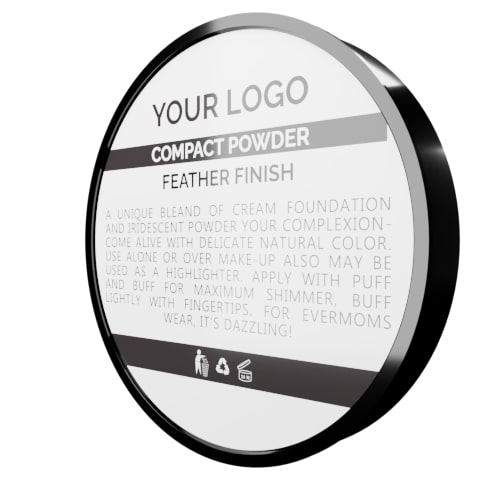 YOUR LOGO
COMPACT POWDER
FEATHER FINISH
A UNIQUE BLEAND OF CREAM FOUNDATION
AND IRIDESCENT POWDER YOUR COMPLEXION-
COME ALIVE WITH DELICATE NATURAL COLOR.
USE ALONE OR OVER MAKE-UP ALSO MAY BE
USED AS A HIGHLIGHTER. APPLY WITH PUFF
AND BUFF FOR MAXIMUM SHIMMER. BUFF
LIGHTLY WITH FINGERTIPS. FOR EVERMOMS
WEAR, IT'S DAZZLING!